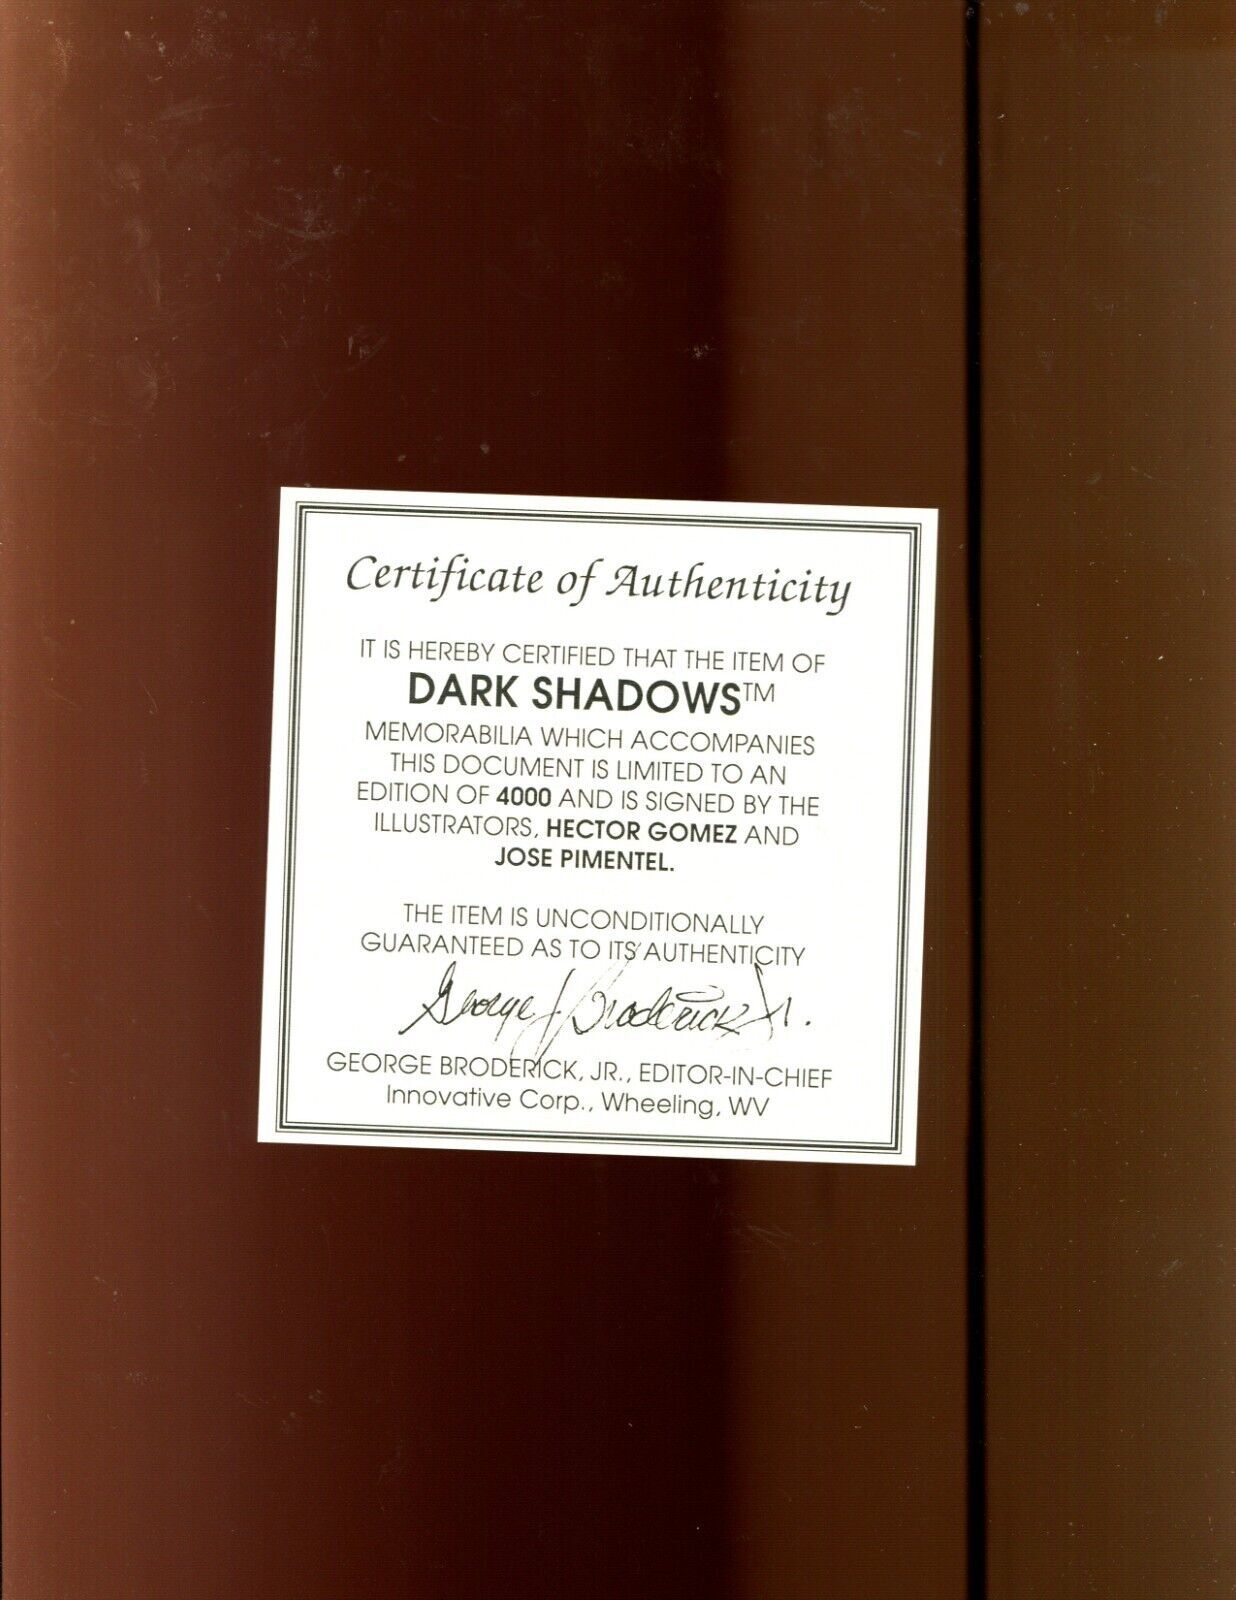 Certificate of Authenticity
IT IS HEREBY CERTIFIED THAT THE ITEM OF
DARK SHADOWS™
MEMORABILIA WHICH ACCOMPANIES
THIS DOCUMENT IS LIMITED TO AN
EDITION OF 4000 AND IS SIGNED BY THE
ILLUSTRATORS, HECTOR GOMEZ AND
JOSE PIMENTEL.
THE ITEM IS UNCONDITIONALLY
GUARANTEED AS TO ITS AUTHENTICITY
George J Broderick Jr.
GEORGE BRODERICK, JR., EDITOR-IN-CHIEF
Innovative Corp., Wheeling, WV